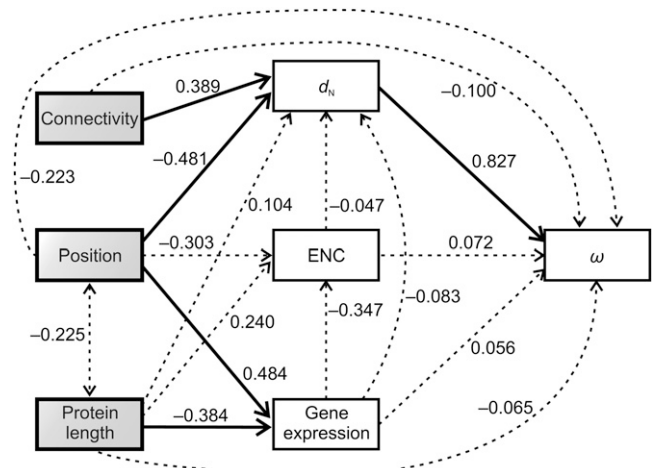 –0.100
0.389
d_N
Connectivity
–0.481
0.827
–0.223
0.104
–0.047
–0.303
0.072
Position
ENC
ω
–0.083
–0.347
–0.225
0.240
0.056
0.484
–0.065
–0.384
Protein
length
Gene
expression